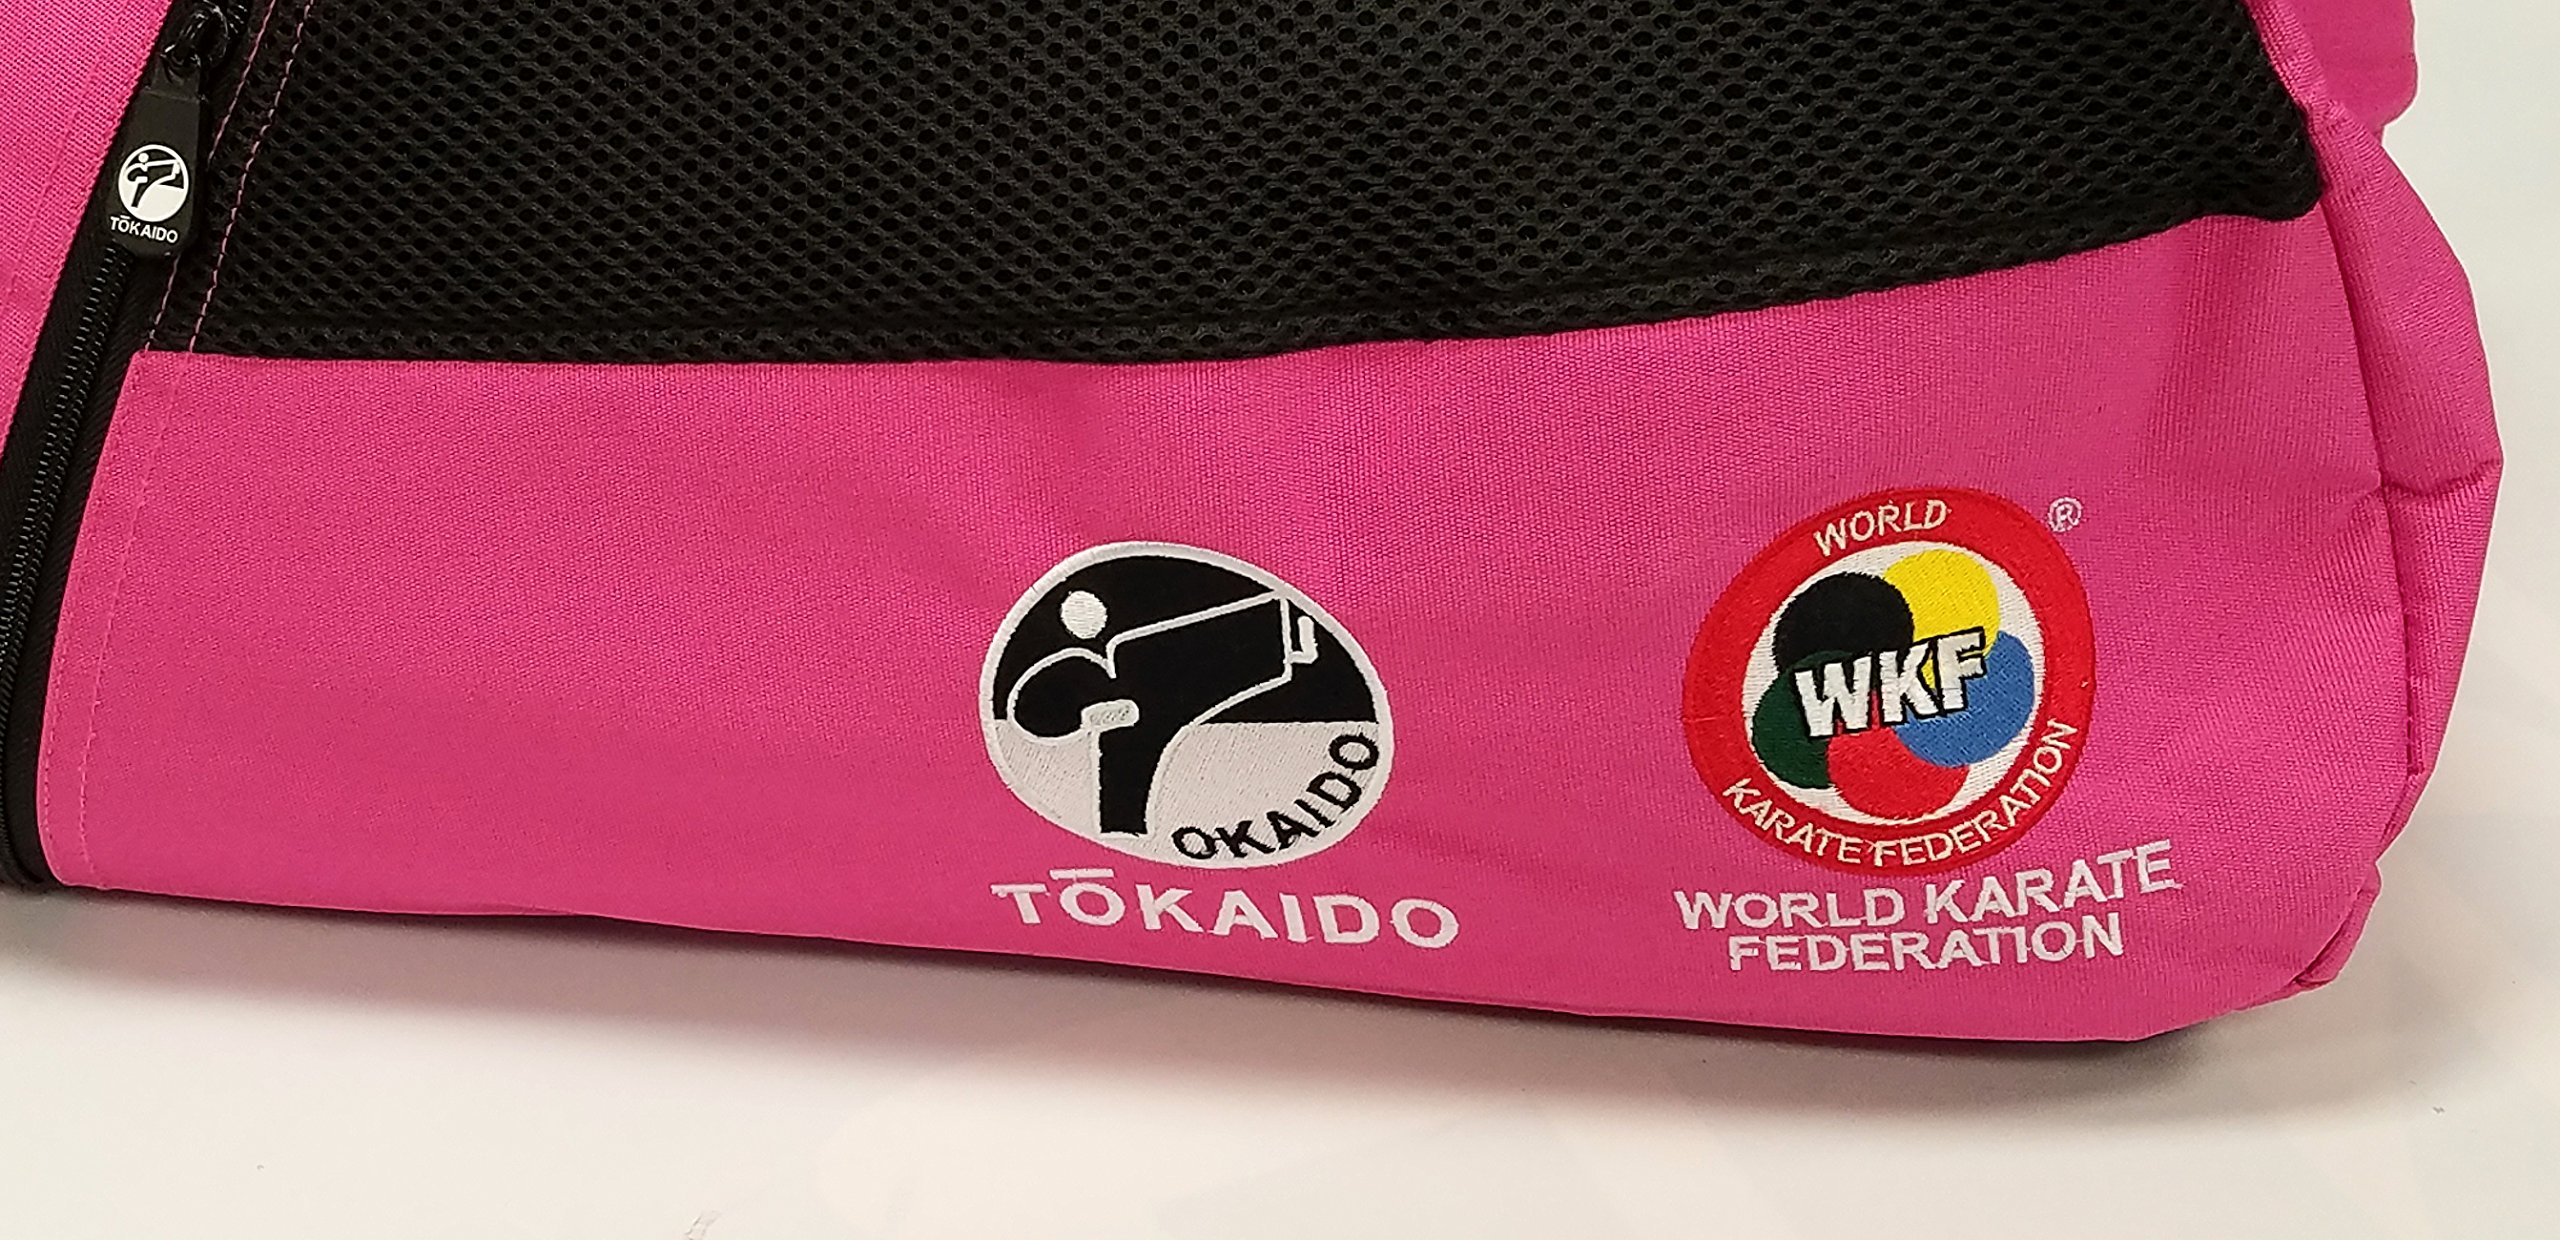 TŌKAIDO
OKAIDO
TŌKAIDO
WORLD
®
WKF
KARATE FEDERATION
WORLD KARATE
FEDERATION